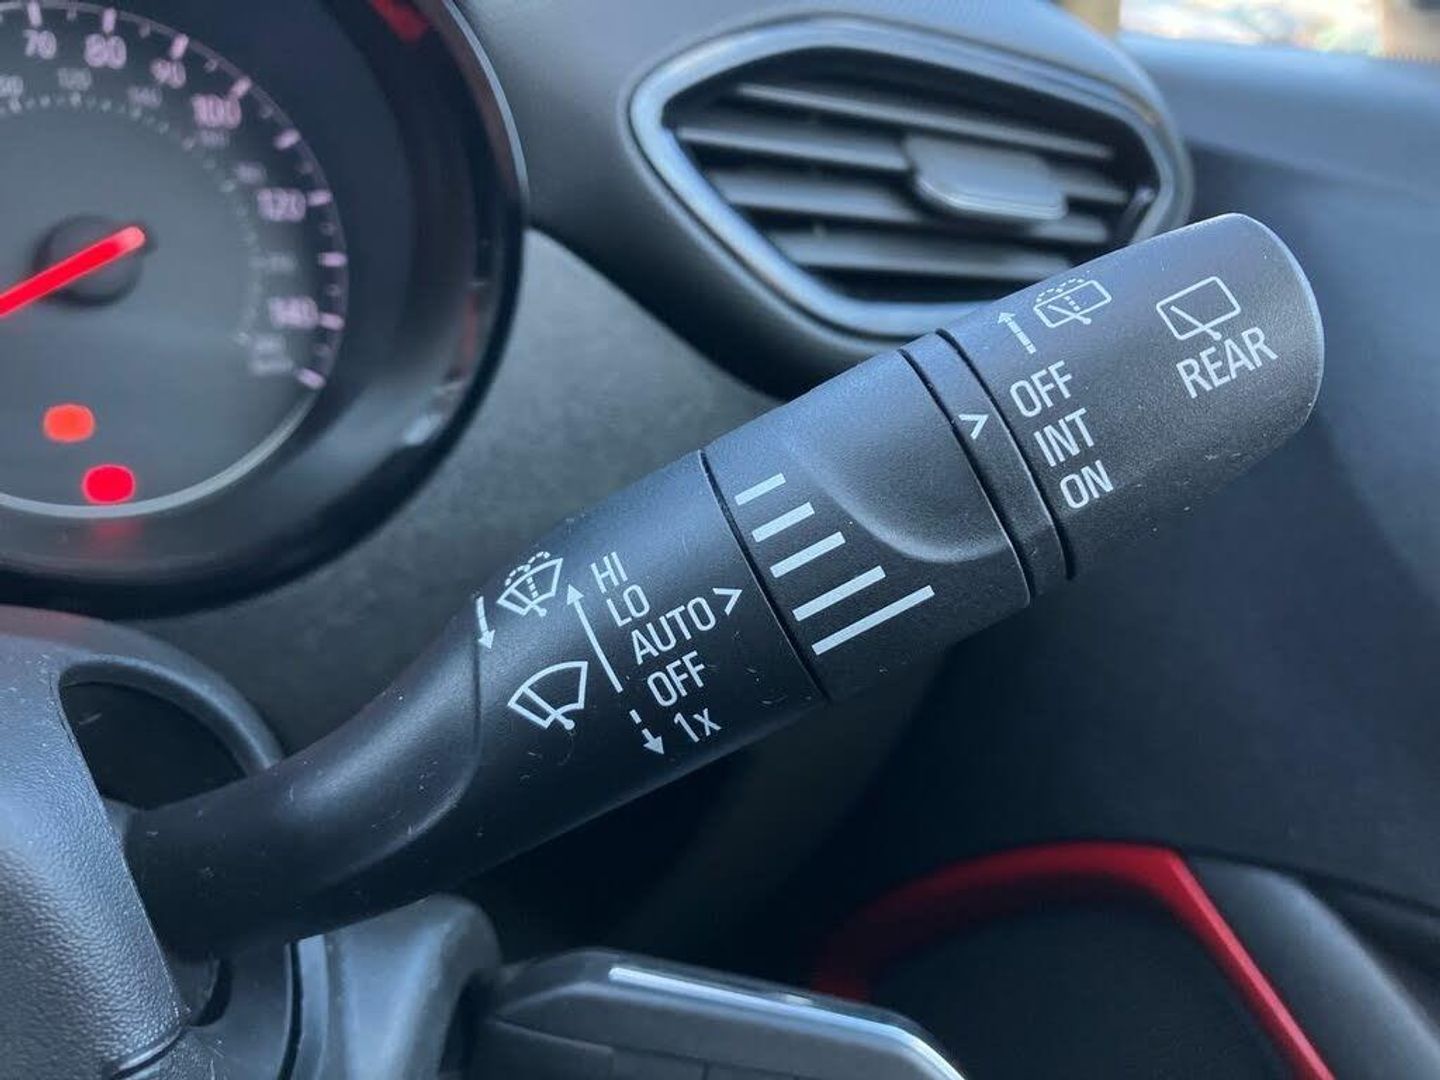 70
80
90
100
120
140
HI
LO
AUTO >
OFF
1x
>
OFF
INT
ON
REAR